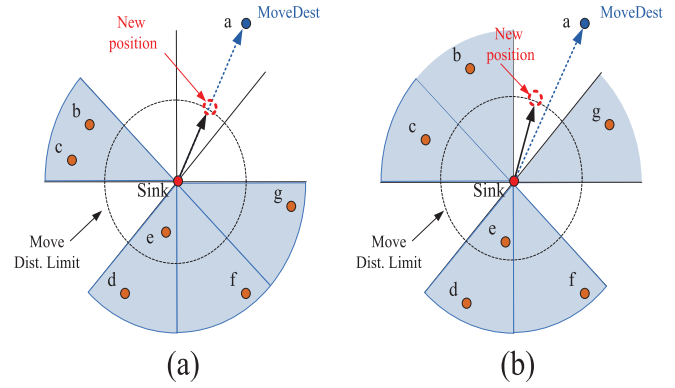 a
MoveDest
New
position
b
c
Sink
g
e
Move
Dist. Limit
d
f
(a)
a
MoveDest
New
position
b
c
g
Sink
e
Move
Dist. Limit
d
f
(b)